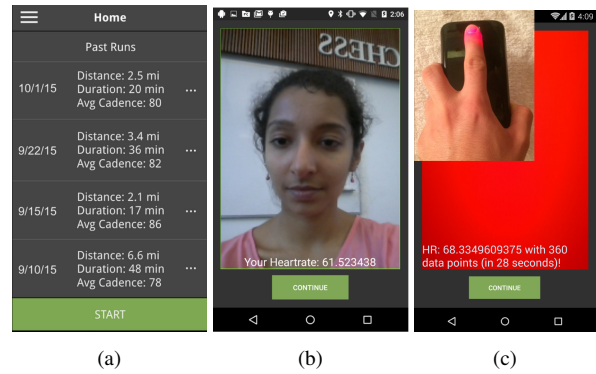 Home
Past Runs
10/1/15
Distance: 2.5 mi
Duration: 20 min
Avg Cadence: 80
...
9/22/15
Distance: 3.4 mi
Duration: 36 min
Avg Cadence: 82
...
9/15/15
Distance: 2.1 mi
Duration: 17 min
Avg Cadence: 86
...
9/10/15
Distance: 6.6 mi
Duration: 48 min
Avg Cadence: 78
...
START
(a)
2:06
CHESS
Your Heartrate: 61.523438
CONTINUE
(b)
4:09
HR: 68.3349609375 with 360
data points (in 28 seconds)!
CONTINUE
(c)